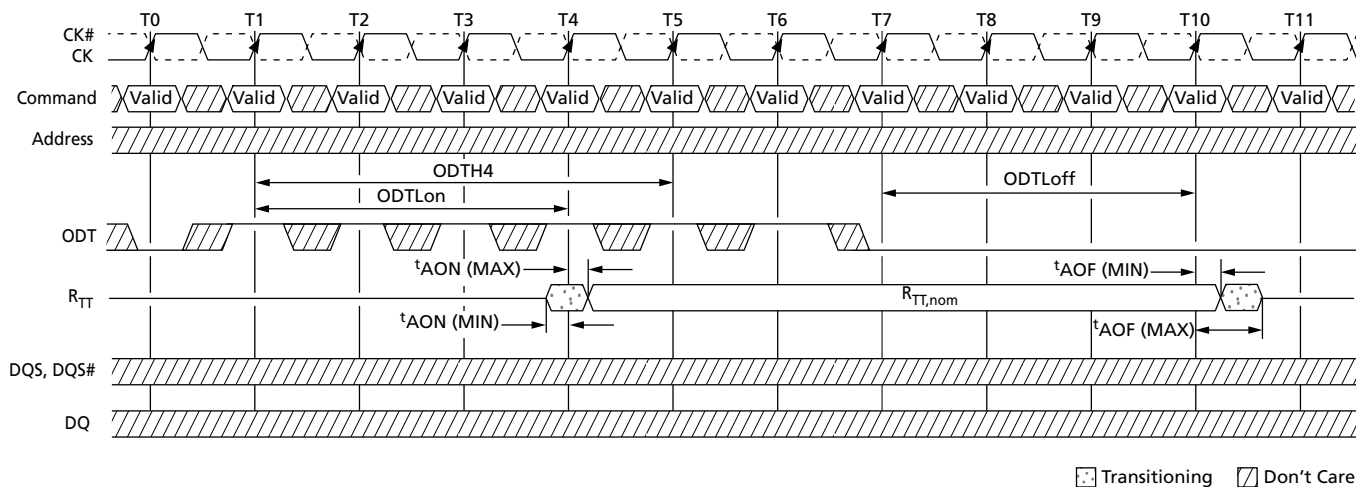 T0 T1 T2 T3 T4 T5 T6 T7 T8 T9 T10 T11
CK#
CK
Command Valid Valid Valid Valid Valid Valid Valid Valid Valid Valid Valid Valid
Address
ODTH4
ODTLoff
ODTLon
ODT
tAON (MAX) tAOF (MIN)
RTT RTT,nom
tAON (MIN) tAOF (MAX)
DQS, DQS#
DQ
Transitioning Don't Care